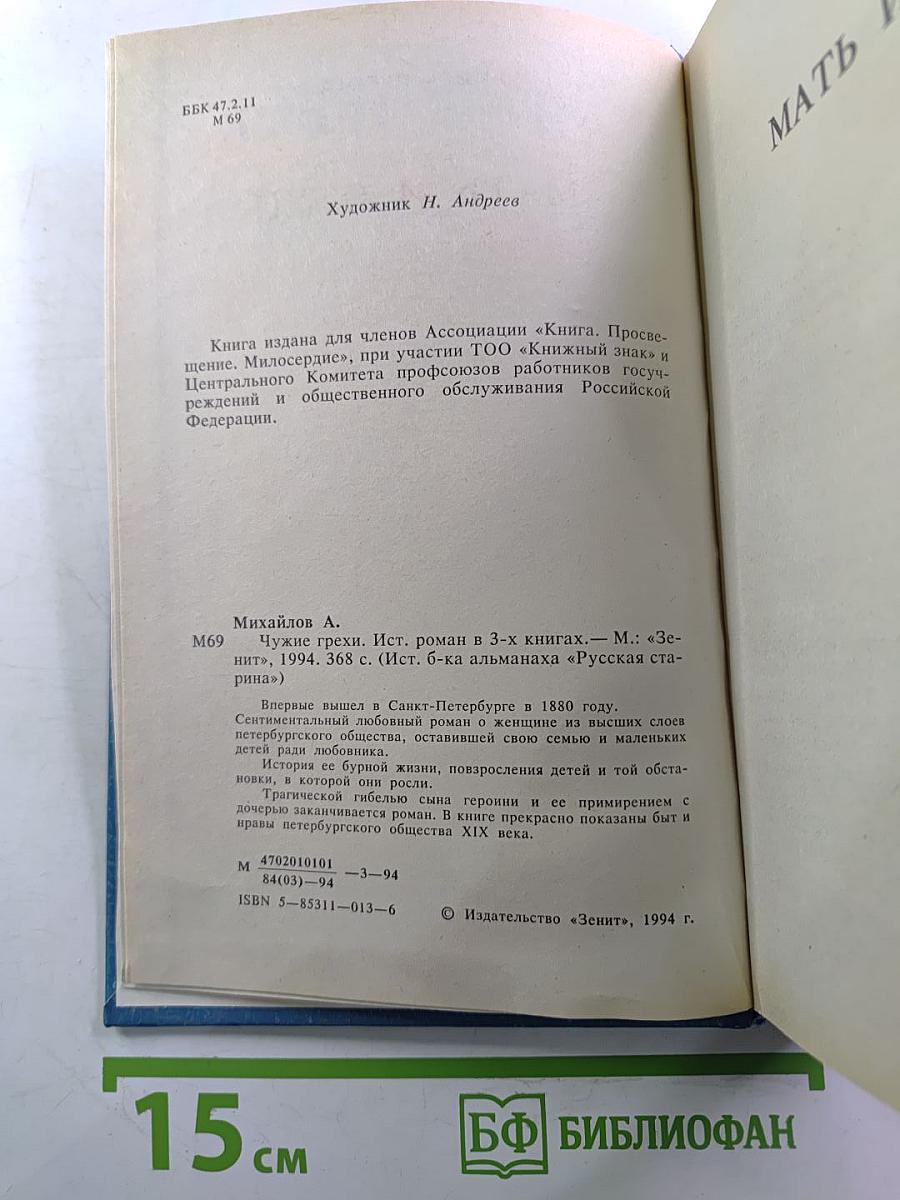 ББК 47.2.11
М 69
Художник Н. Андреев
Книга издана для членов Ассоциации «Книга. Просве-
щение. Милосердие», при участии ТОО «Книжный знак» и
Центрального Комитета профсоюзов работников госуч-
реждений и общественного обслуживания Российской
Федерации.
Михайлов А.
М69 Чужие грехи. Ист. роман в 3-х книгах.— М.: «Зе-
нит», 1994. 368 с. (Ист. б-ка альманаха «Русская ста-
рина»)
Впервые вышел в Санкт-Петербурге в 1880 году.
Сентиментальный любовный роман о женщине из высших слоев
петербургского общества, оставившей свою семью и маленьких
детей ради любовника.
История ее бурной жизни, повзросления детей и той обста-
новки, в которой они росли.
Трагической гибелью сына героини и ее примирением с
дочерью заканчивается роман. В книге прекрасно показаны быт и
нравы петербургского общества XIX века.
М 4702010101
84(03)—94 —3—94
ISBN 5—85311—013—6
© Издательство «Зенит», 1994 г.
МАТЬ
15 см
БФ БИБЛИОФАН